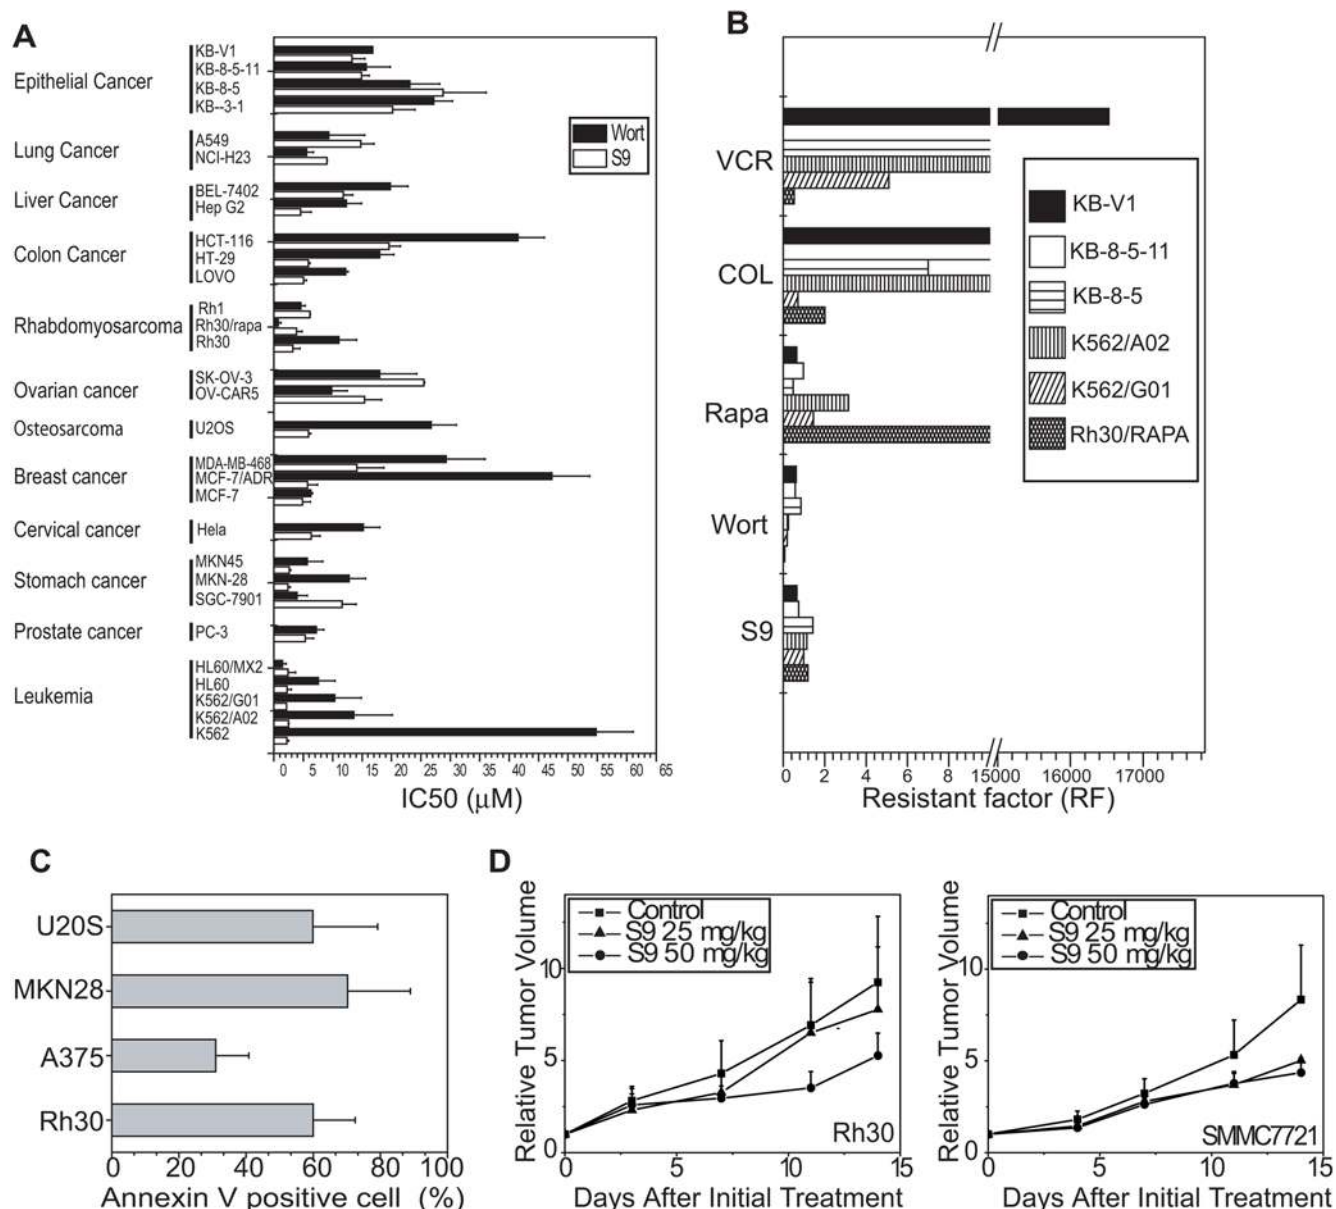 A
Epithelial Cancer
KB-V1
KB-8-5-11
KB-8-5
KB--3-1
Lung Cancer
A549
NCI-H23
Liver Cancer
BEL-7402
Hep G2
Colon Cancer
HCT-116
HT-29
LOVO
Rhabdomyosarcoma
Rh1
Rh30/rapa
Rh30
Ovarian cancer
SK-OV-3
OV-CAR5
Osteosarcoma
U2OS
Breast cancer
MDA-MB-468
MCF-7/ADR
MCF-7
Cervical cancer
Hela
Stomach cancer
MKN45
MKN-28
SGC-7901
Prostate cancer
PC-3
Leukemia
HL60/MX2
HL60
K562/G01
K562/A02
K562
Wort
S9
0 5 10 15 20 25 30 35 40 45 50 55 60 65
IC50 (μM)
B
VCR
COL
Rapa
Wort
S9
KB-V1
KB-8-5-11
KB-8-5
K562/A02
K562/G01
Rh30/RAPA
0 2 4 6 8 15000 16000 17000
Resistant factor (RF)
C
U20S
MKN28
A375
Rh30
0 20 40 60 80 100
Annexin V positive cell (%)
D
Relative Tumor Volume
Control
S9 25 mg/kg
S9 50 mg/kg
10
5
0
Rh30
0 5 10 15
Days After Initial Treatment
Relative Tumor Volume
Control
S9 25 mg/kg
S9 50 mg/kg
10
5
0
SMMC7721
0 5 10 15
Days After Initial Treatment